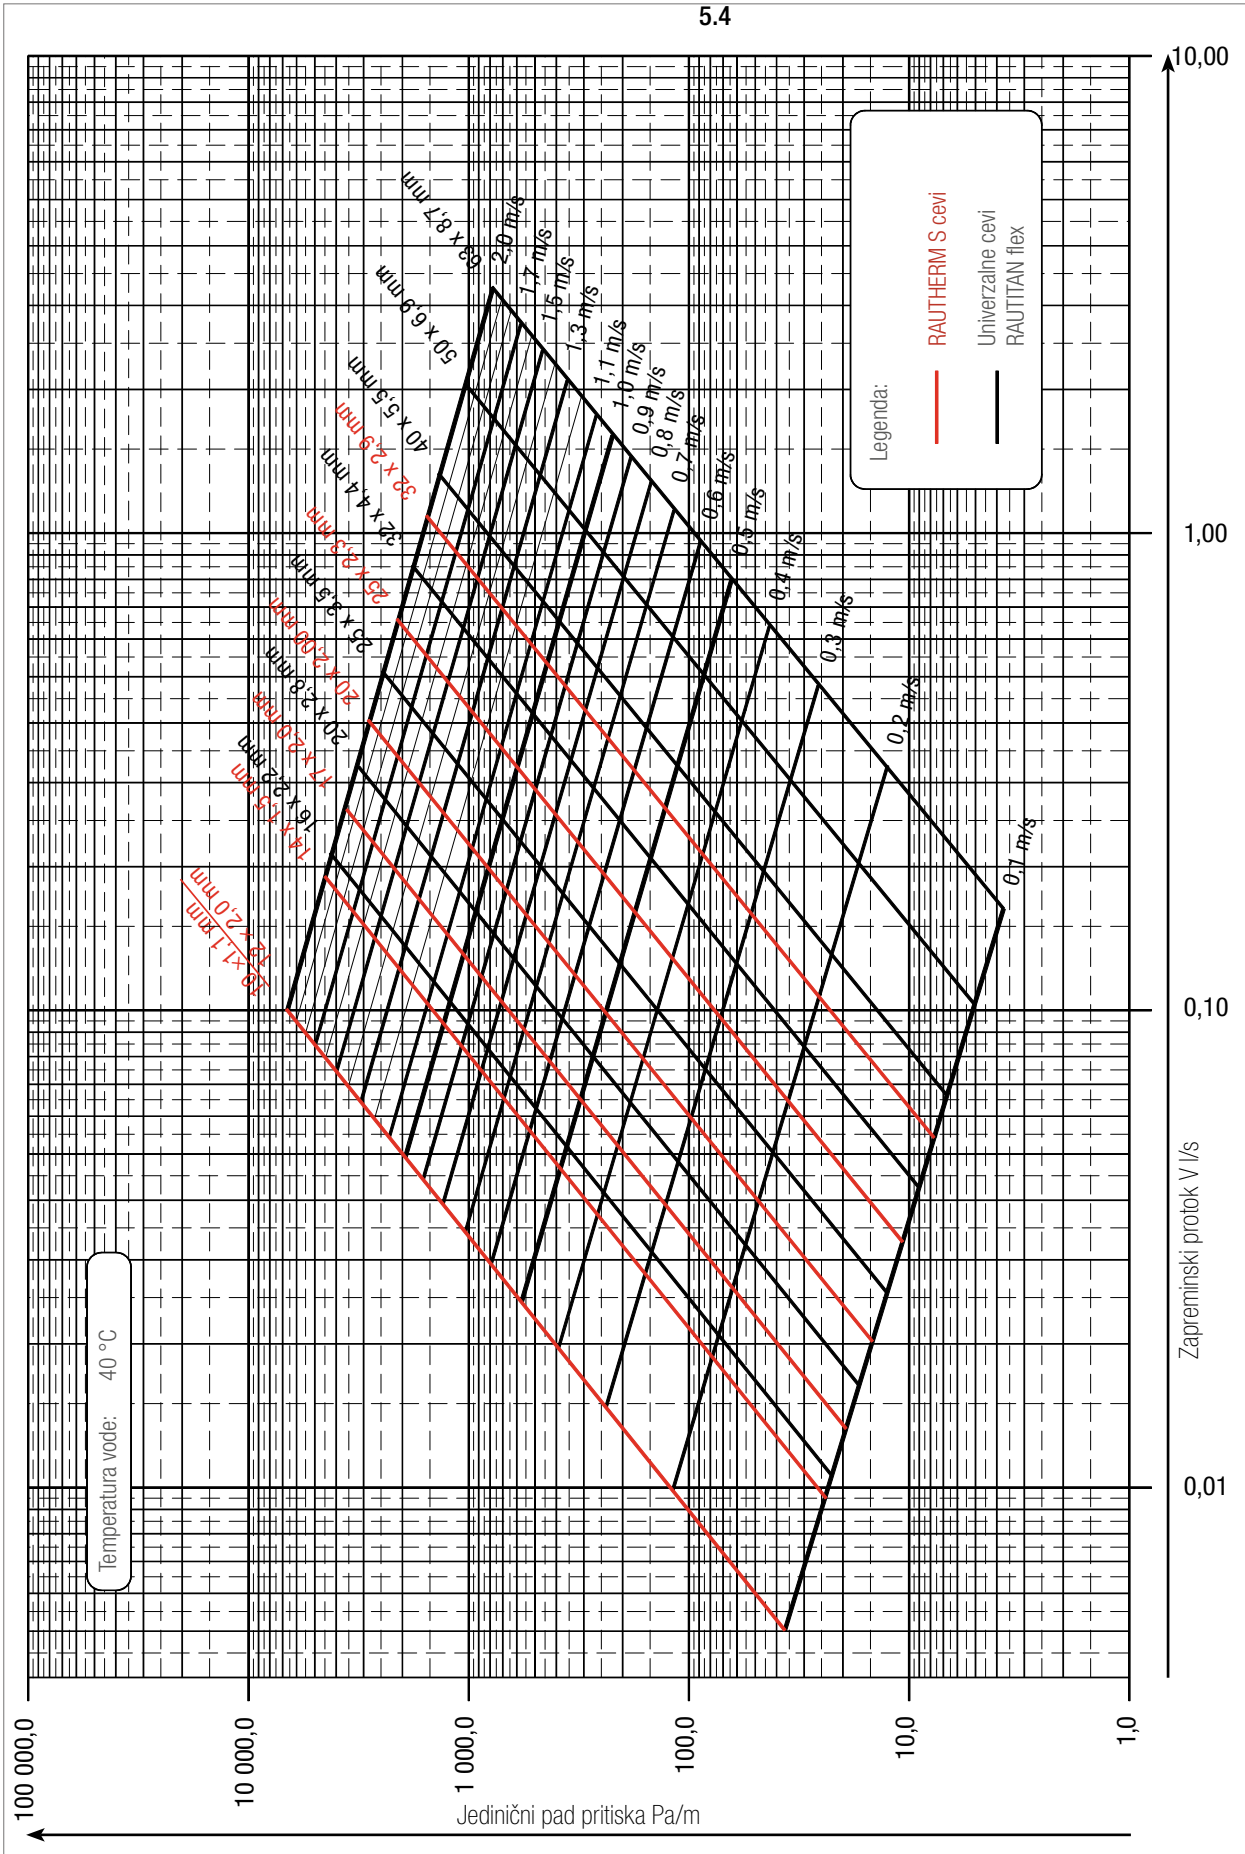 5.4
Temperatura vode: 40 °C
100 000,0
10 000,0
1 000,0
100,0
10,0
1,0
Jedinični pad pritiska Pa/m
10,00
1,00
0,10
0,01
Zapreminski protok V l/s
10 x 1,1 mm
12 x 2,0 mm
14 x 1,5 mm
16 x 2,2 mm
17 x 2,0 mm
20 x 2,8 mm
20 x 2,00 mm
25 x 3,5 mm
25 x 2,3 mm
32 x 4,4 mm
32 x 2,9 mm
40 x 5,5 mm
50 x 6,9 mm
63 x 8,7 mm
2,0 m/s
1,7 m/s
1,5 m/s
1,3 m/s
1,1 m/s
1,0 m/s
0,9 m/s
0,8 m/s
0,7 m/s
0,6 m/s
0,5 m/s
0,4 m/s
0,3 m/s
0,2 m/s
0,1 m/s
Legenda:
RAUTHERM S cevi
Univerzalne cevi
RAUTITAN flex